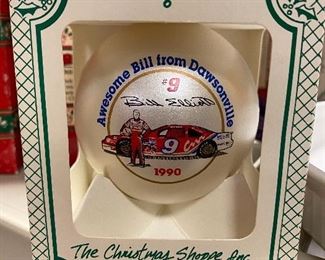 Awesome Bill from Dawsonville
#9
Bill Elliott
9
1990
The Christmas Shoppe Inc.